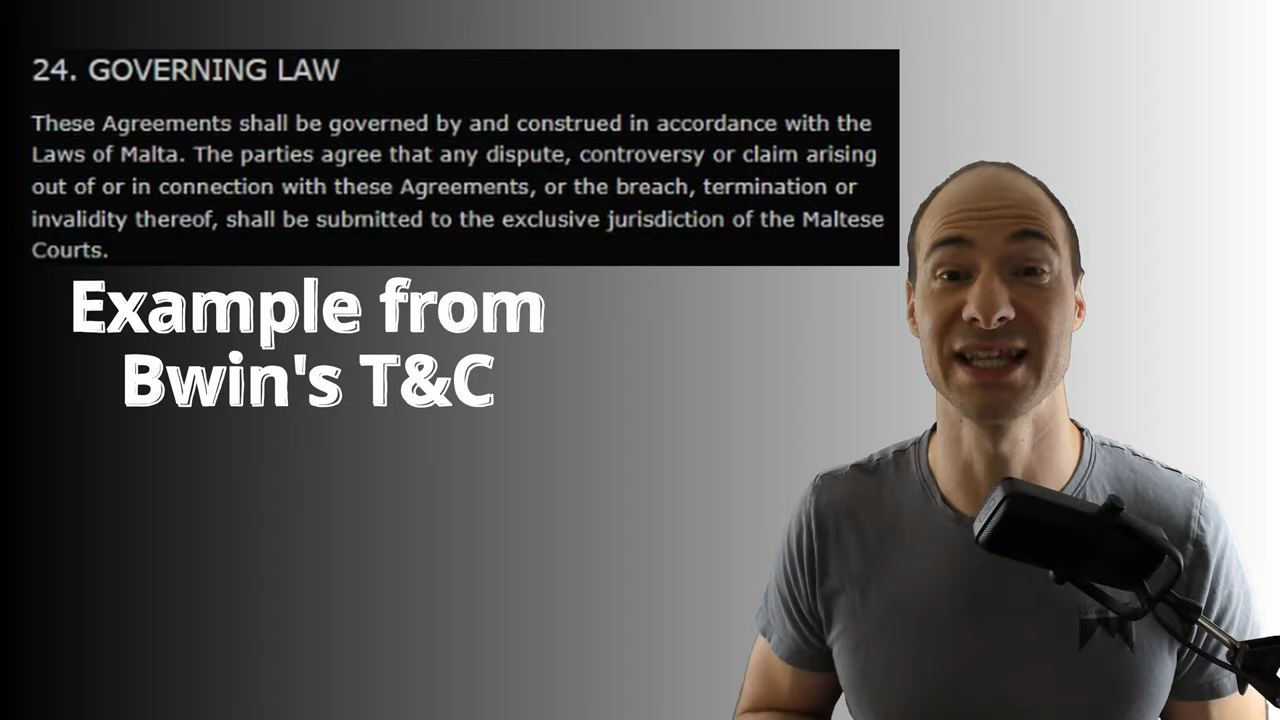 24. GOVERNING LAW
These Agreements shall be governed by and construed in accordance with the
Laws of Malta. The parties agree that any dispute, controversy or claim arising
out of or in connection with these Agreements, or the breach, termination or
invalidity thereof, shall be submitted to the exclusive jurisdiction of the Maltese
Courts.
Example from
Bwin's T&C